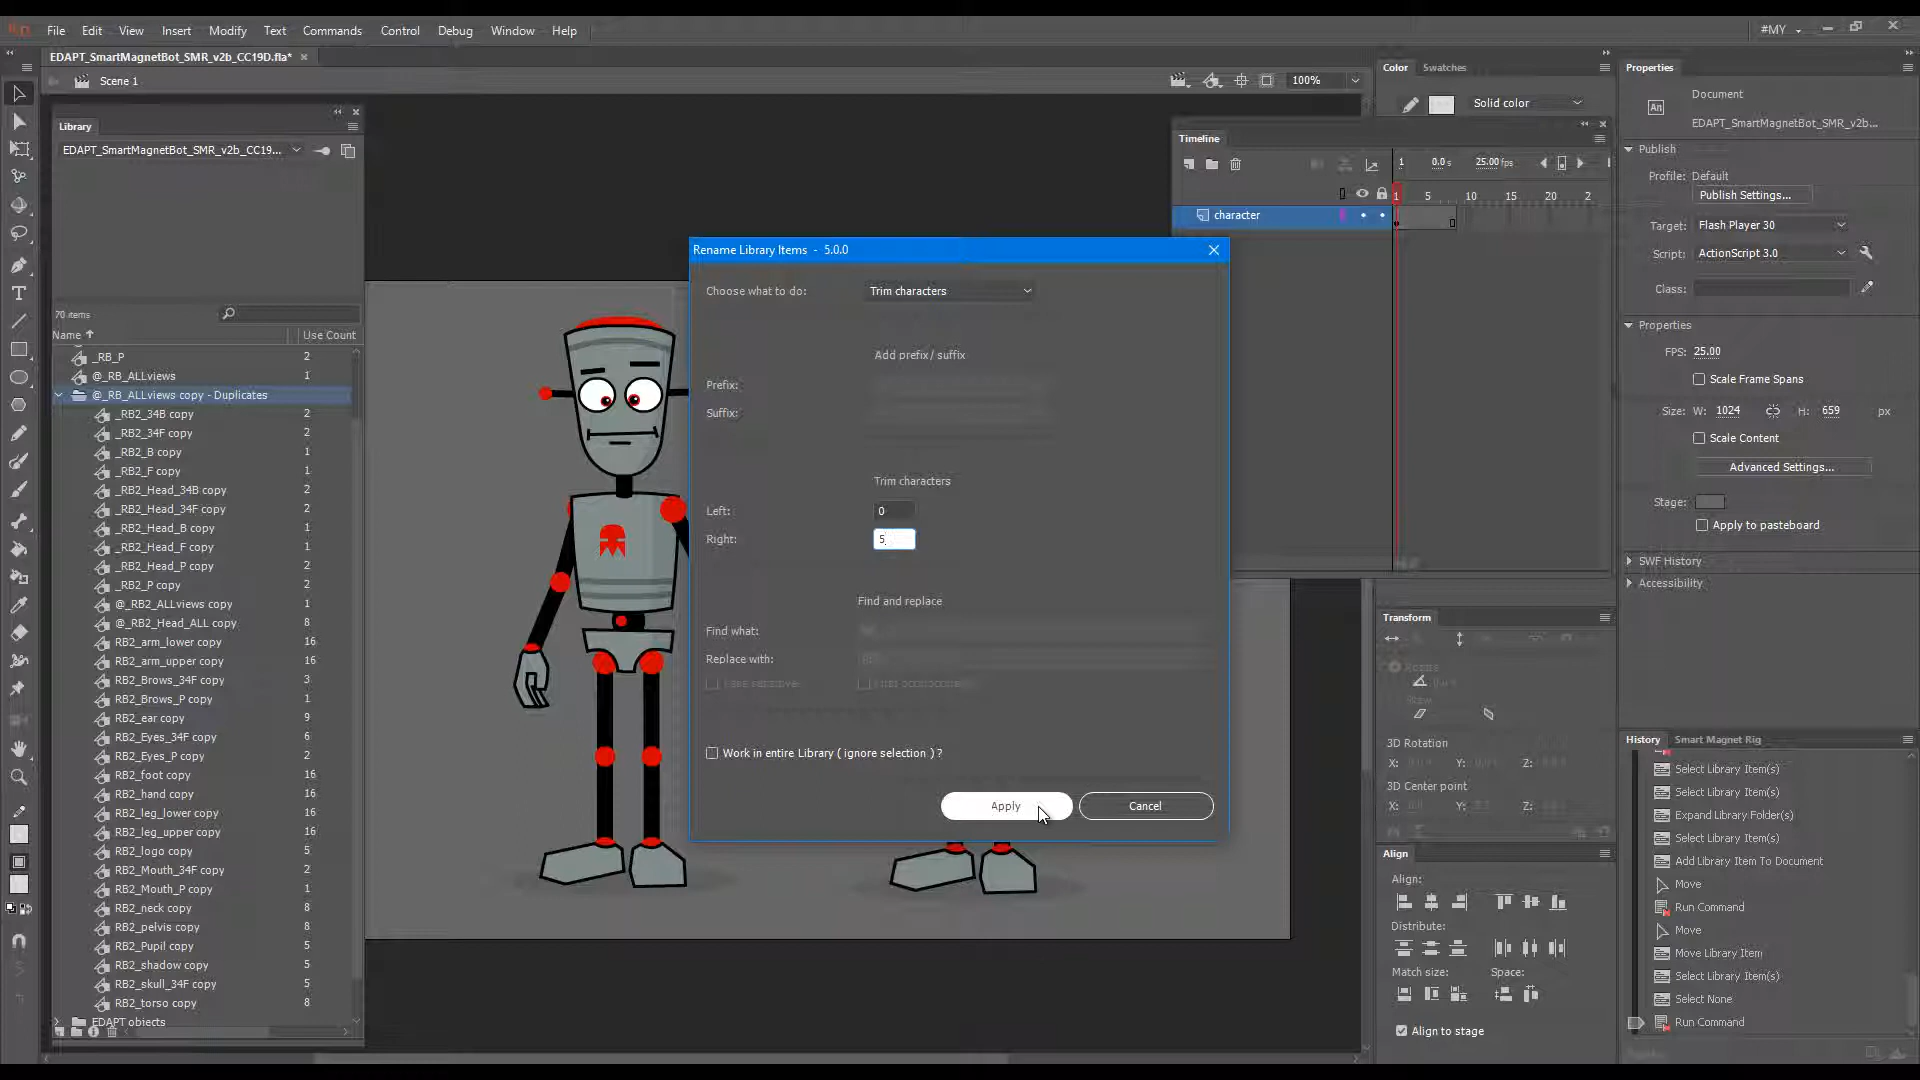 File Edit View Insert Modify Text Commands Control Debug Window Help
#MY
EDAPT_SmartMagnetBot_SMR_v2b_CC19D.fla*
Scene 1
100%
Library
EDAPT_SmartMagnetBot_SMR_v2b_CC19...
70 items
Name Use Count
_RB_P 2
@_RB_ALLviews 1
@_RB_ALLviews copy - Duplicates
_RB2_34B copy 2
_RB2_34F copy 2
_RB2_B copy 1
_RB2_F copy 1
_RB2_Head_34B copy 2
_RB2_Head_34F copy 2
_RB2_Head_B copy 1
_RB2_Head_F copy 1
_RB2_Head_P copy 2
_RB2_P copy 2
@_RB2_ALLviews copy 1
@_RB2_Head_ALL copy 8
RB2_arm_lower copy 16
RB2_arm_upper copy 16
RB2_Brows_34F copy 3
RB2_Brows_P copy 1
RB2_ear copy 9
RB2_Eyes_34F copy 6
RB2_Eyes_P copy 2
RB2_foot copy 16
RB2_hand copy 16
RB2_leg_lower copy 16
RB2_leg_upper copy 16
RB2_logo copy 5
RB2_Mouth_34F copy 2
RB2_Mouth_P copy 1
RB2_neck copy 8
RB2_pelvis copy 8
RB2_Pupil copy 5
RB2_shadow copy 5
RB2_skull_34F copy 5
RB2_torso copy 8
EDAPT objects
Rename Library Items - 5.0.0
Choose what to do: Trim characters
Add prefix / suffix
Prefix:
Suffix:
Trim characters
Left: 0
Right: 5
Find and replace
Find what:
Replace with:
Work in entire Library ( ignore selection ) ?
Apply Cancel
Timeline
1 0.0 s 25.00 fps
1 5 10 15 20 2
character
Color Swatches
Solid color
Transform
3D Rotation
X: Y: Z:
3D Center point
X: Y: Z:
Align
Align:
Distribute:
Match size: Space:
Align to stage
Properties
An
Document
EDAPT_SmartMagnetBot_SMR_v2b...
Publish
Profile: Default
Publish Settings...
Target: Flash Player 30
Script: ActionScript 3.0
Class:
Properties
FPS: 25.00
Scale Frame Spans
Size: W: 1024 H: 659 px
Scale Content
Advanced Settings...
Stage:
Apply to pasteboard
SWF History
Accessibility
History Smart Magnet Rig
Select Library Item(s)
Select Library Item(s)
Expand Library Folder(s)
Select Library Item(s)
Add Library Item To Document
Move
Run Command
Move
Move Library Item
Select Library Item(s)
Select None
Run Command